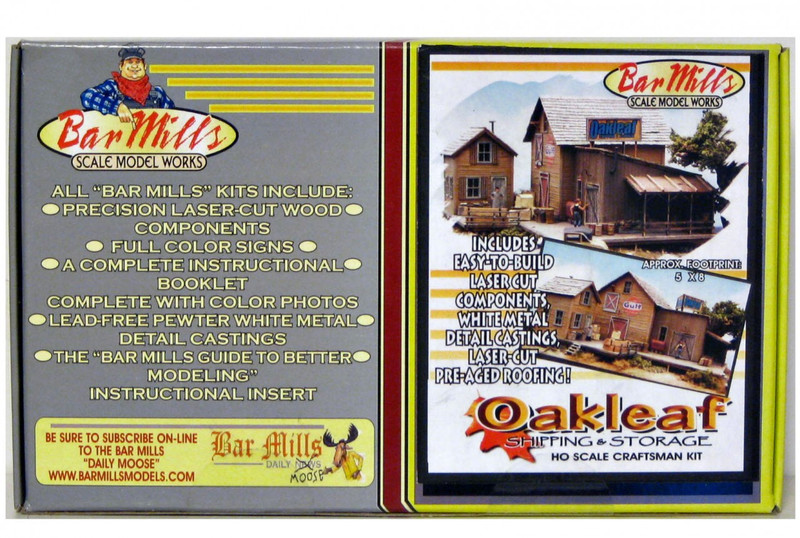 Bar Mills
SCALE MODEL WORKS
ALL "BAR MILLS" KITS INCLUDE:
PRECISION LASER-CUT WOOD
COMPONENTS
FULL COLOR SIGNS
A COMPLETE INSTRUCTIONAL
BOOKLET
COMPLETE WITH COLOR PHOTOS
LEAD-FREE PEWTER WHITE METAL
DETAIL CASTINGS
THE "BAR MILLS GUIDE TO BETTER
MODELING"
INSTRUCTIONAL INSERT
BE SURE TO SUBSCRIBE ON-LINE
TO THE BAR MILLS
"DAILY MOOSE"
WWW.BARMILLSMODELS.COM
Bar Mills
DAILY NEWS
MOOSE
Bar Mills
SCALE MODEL WORKS
Oakleaf
INCLUDES
EASY-TO-BUILD
LASER CUT
COMPONENTS,
WHITE METAL
DETAIL CASTINGS,
LASER-CUT
PRE-AGED ROOFING!
APPROX. FOOTPRINT:
5 X 8
Gulf
Oakleaf
SHIPPING & STORAGE
HO SCALE CRAFTSMAN KIT